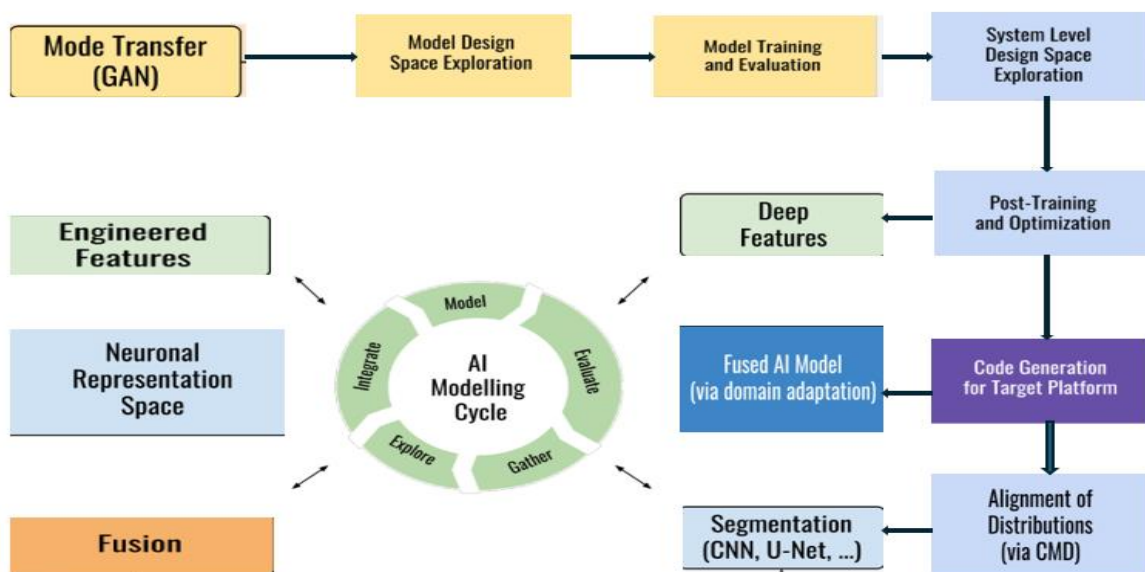 Mode Transfer
(GAN)
Model Design
Space Exploration
Model Training
and Evaluation
System Level
Design Space
Exploration
Engineered
Features
Deep
Features
Post-Training
and Optimization
Neuronal
Representation
Space
AI
Modelling
Cycle
Model
Evaluate
Gather
Explore
Integrate
Fused AI Model
(via domain adaptation)
Code Generation
for Target Platform
Fusion
Segmentation
(CNN, U-Net, ...)
Alignment of
Distributions
(via CMD)